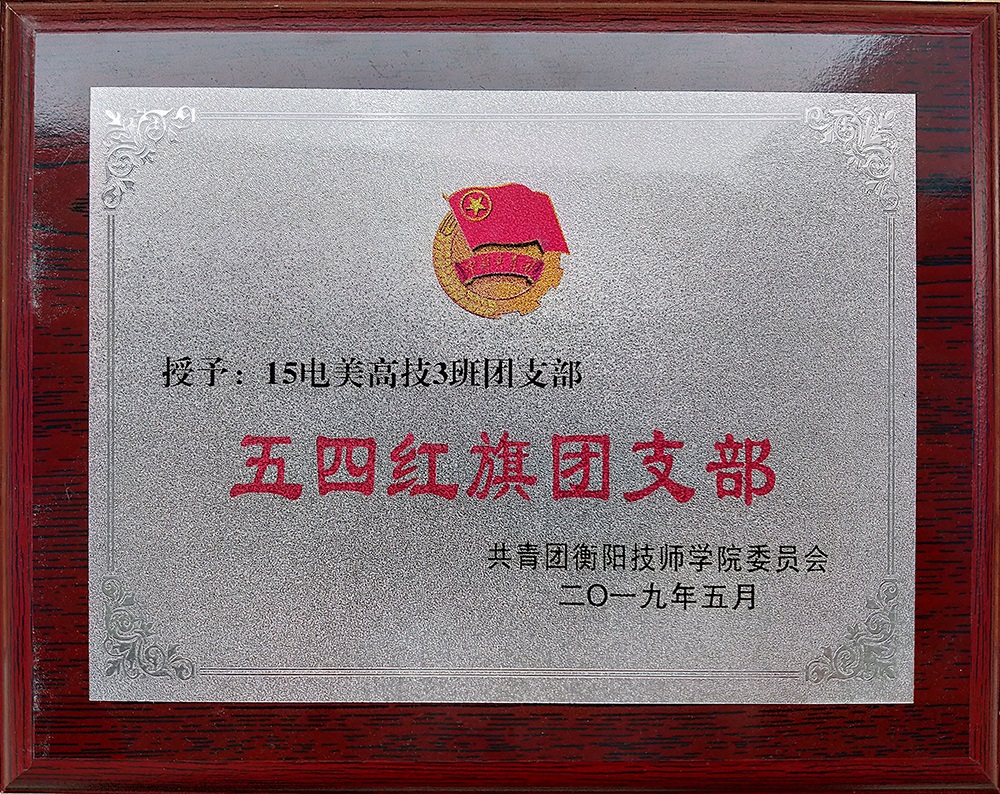 授予：15电美高技3班团支部
五四红旗团支部
共青团衡阳技师学院委员会
二〇一九年五月